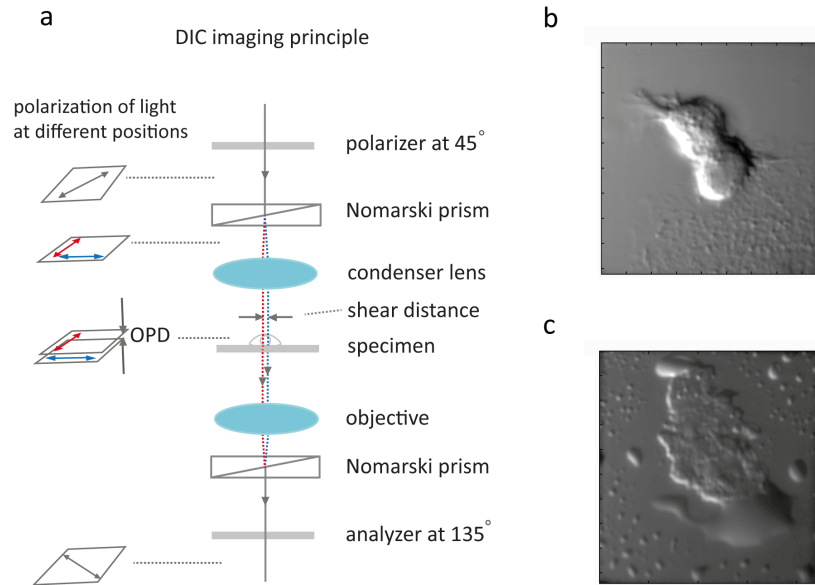 a
DIC imaging principle
polarization of light
at different positions
polarizer at 45°
Nomarski prism
condenser lens
shear distance
OPD
specimen
objective
Nomarski prism
analyzer at 135°
b
c